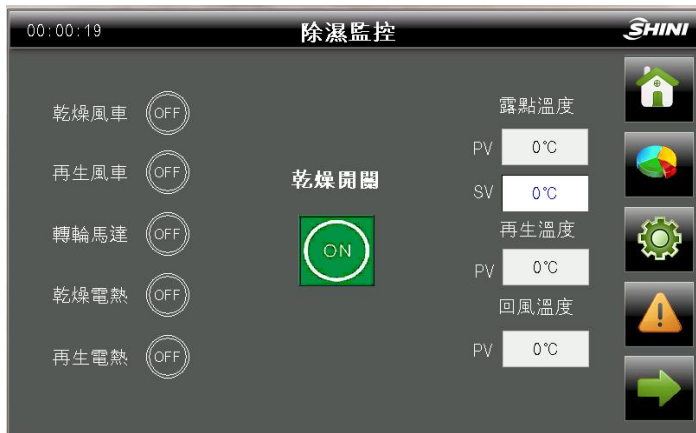 00:00:19
除濕監控
SHINI
乾燥風車 OFF
再生風車 OFF
轉輪馬達 OFF
乾燥電熱 OFF
再生電熱 OFF
乾燥開關
ON
露點溫度
PV 0℃
SV 0℃
再生溫度
PV 0℃
回風溫度
PV 0℃